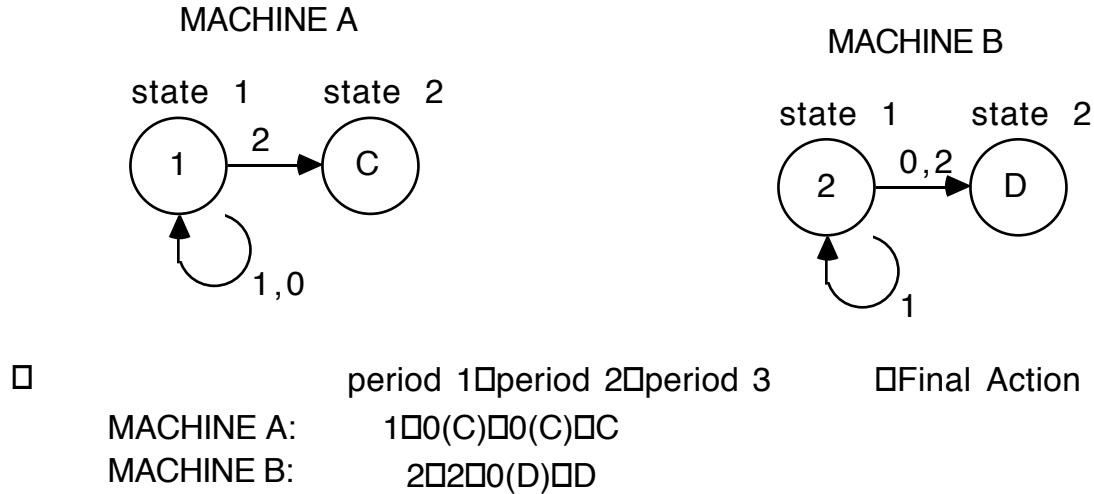 MACHINE A
MACHINE B
state 1 state 2
state 1 state 2
1 2 C
2 0,2 D
1,0
1
□ period 1□period 2□period 3 □Final Action
MACHINE A: 1□0(C)□0(C)□C
MACHINE B: 2□2□0(D)□D